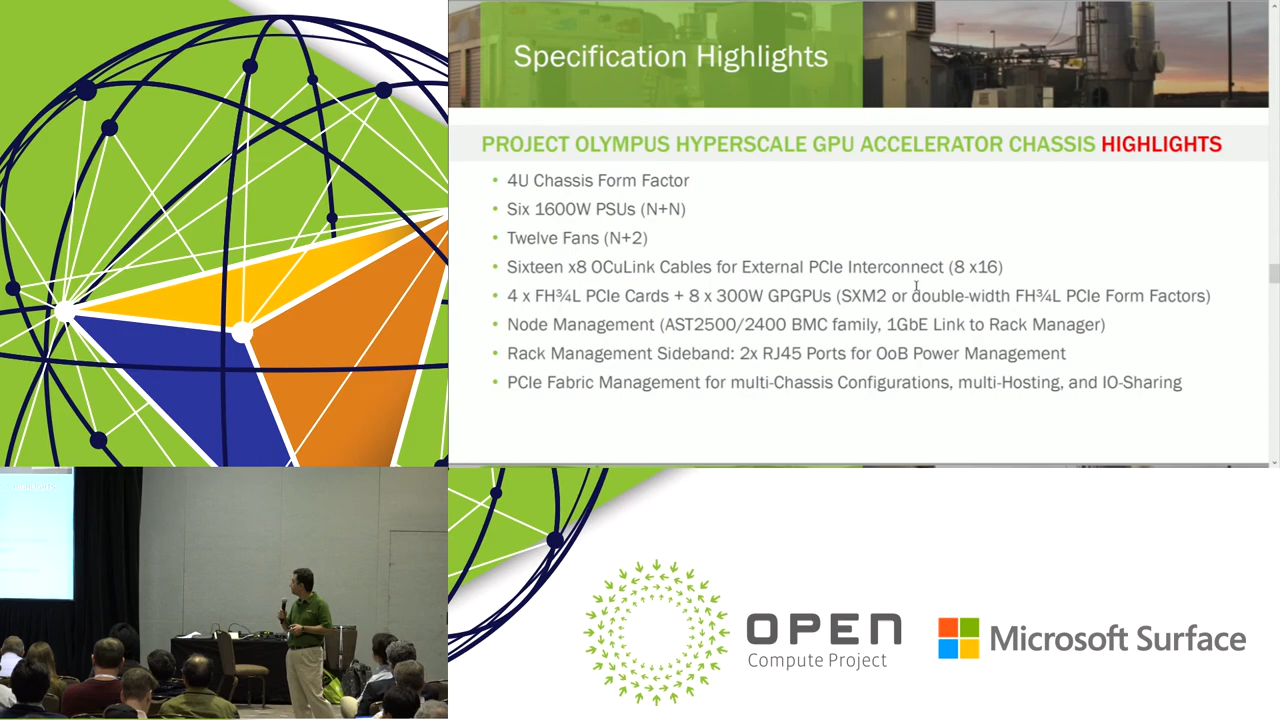 Specification Highlights
PROJECT OLYMPUS HYPERSCALE GPU ACCELERATOR CHASSIS HIGHLIGHTS
• 4U Chassis Form Factor
• Six 1600W PSUs (N+N)
• Twelve Fans (N+2)
• Sixteen x8 OCuLink Cables for External PCIe Interconnect (8 x16)
• 4 x FH¾L PCIe Cards + 8 x 300W GPGPUs (SXM2 or double-width FH¾L PCIe Form Factors)
• Node Management (AST2500/2400 BMC family, 1GbE Link to Rack Manager)
• Rack Management Sideband: 2x RJ45 Ports for OoB Power Management
• PCIe Fabric Management for multi-Chassis Configurations, multi-Hosting, and IO-Sharing
OPEN
Compute Project
Microsoft Surface